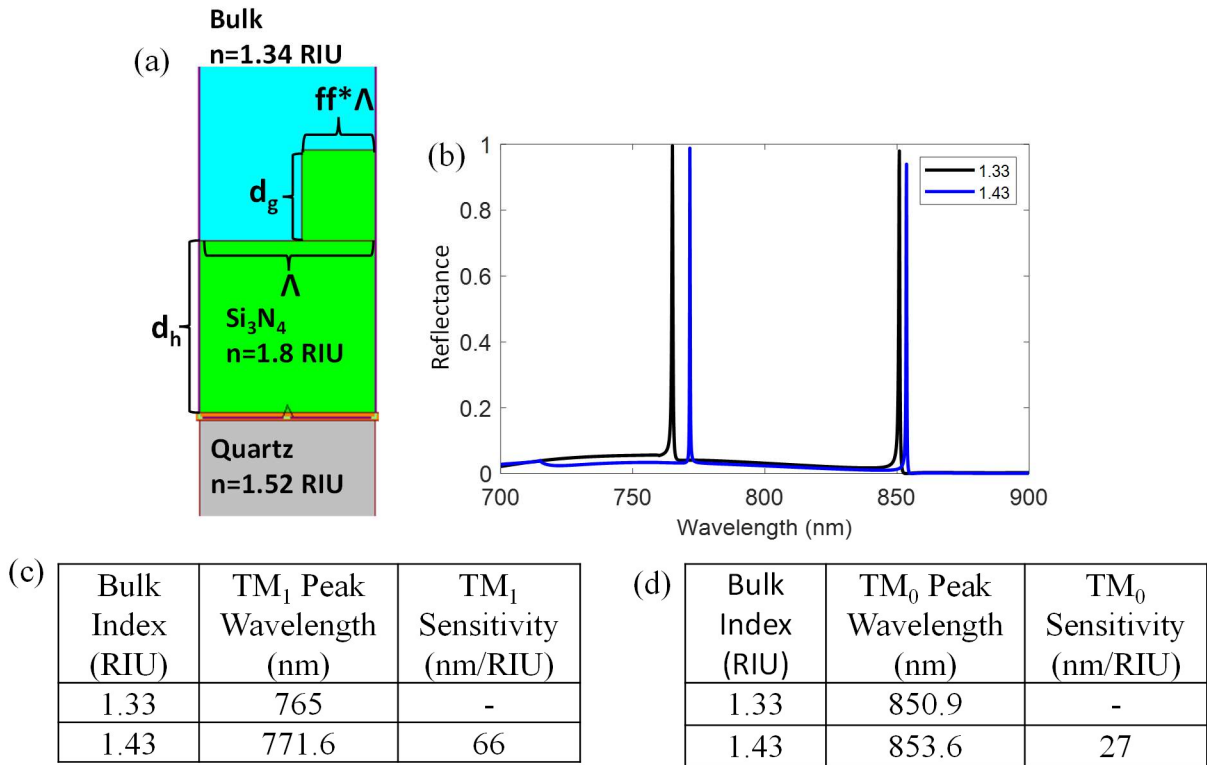 (a)
Bulk
n=1.34 RIU
ff*Λ
d_g
Λ
d_h
Si₃N₄
n=1.8 RIU
Quartz
n=1.52 RIU
(b)
1
0.8
0.6
0.4
0.2
0
Reflectance
1.33
1.43
700 750 800 850 900
Wavelength (nm)
(c)
Bulk Index (RIU) TM₁ Peak Wavelength (nm) TM₁ Sensitivity (nm/RIU)
1.33 765 -
1.43 771.6 66
(d)
Bulk Index (RIU) TM₀ Peak Wavelength (nm) TM₀ Sensitivity (nm/RIU)
1.33 850.9 -
1.43 853.6 27